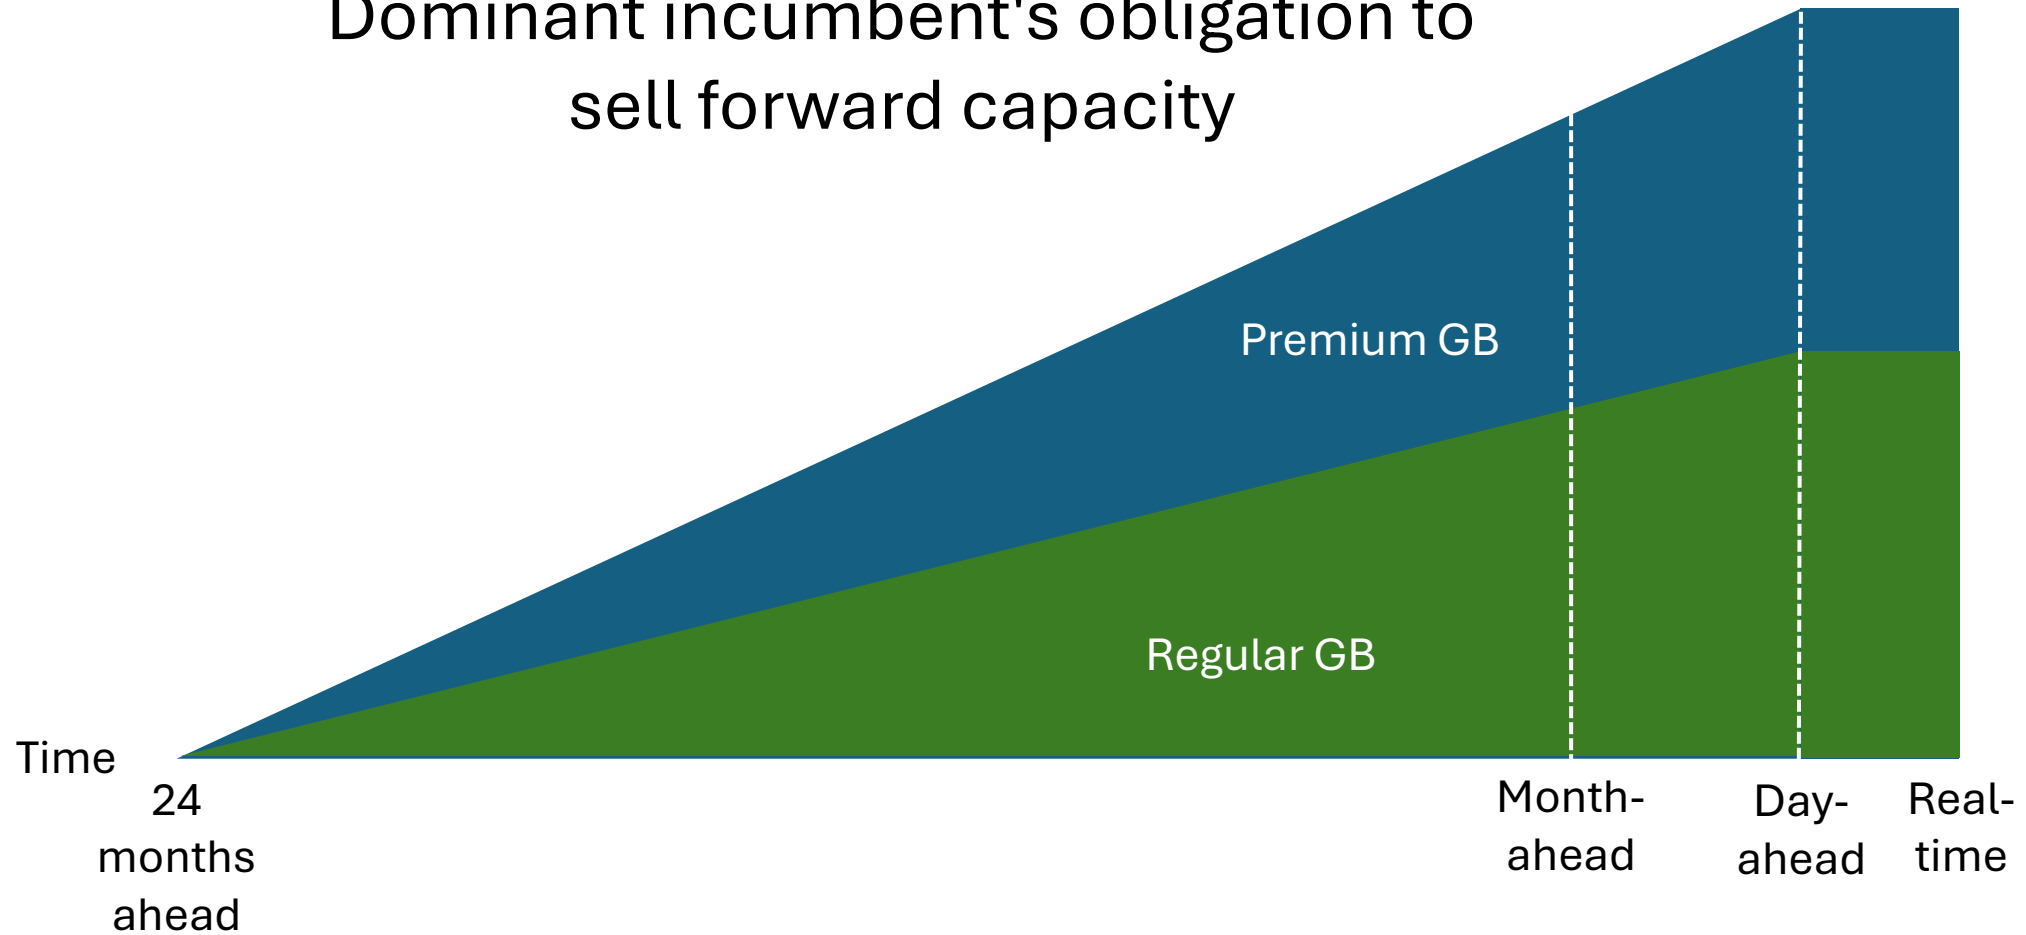 Dominant incumbent's obligation to
sell forward capacity
Premium GB
Regular GB
Time
24
months
ahead
Month-
ahead
Day-
ahead
Real-
time